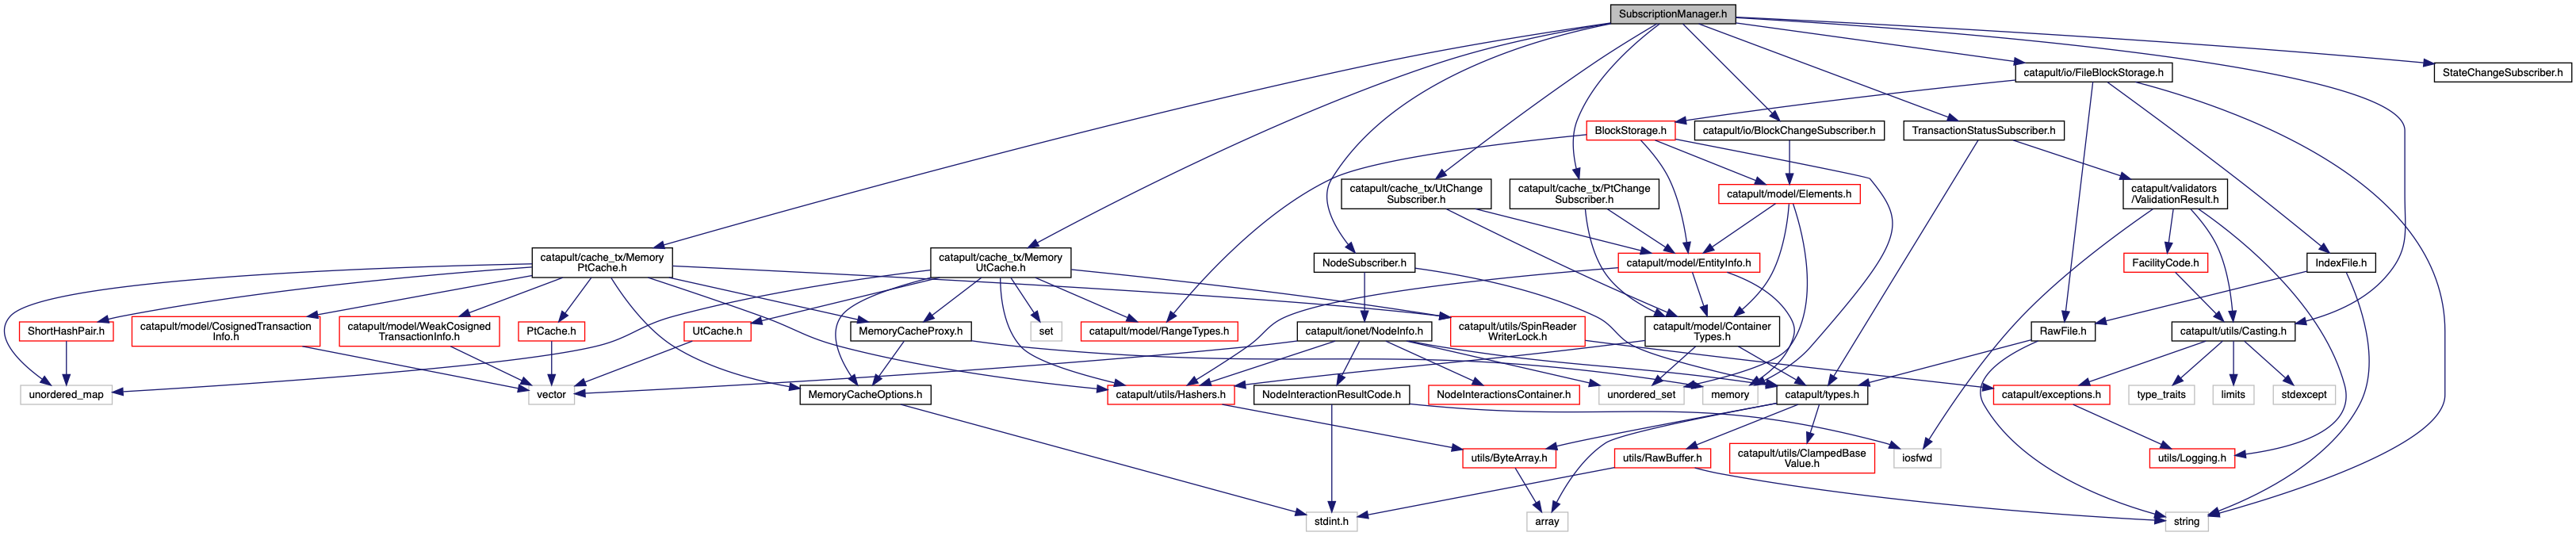 SubscriptionManager.h
catapult/io/FileBlockStorage.h
StateChangeSubscriber.h
BlockStorage.h
catapult/io/BlockChangeSubscriber.h
TransactionStatusSubscriber.h
catapult/cache_tx/UtChange
Subscriber.h
catapult/cache_tx/PtChange
Subscriber.h
catapult/model/Elements.h
catapult/validators
/ValidationResult.h
catapult/cache_tx/Memory
PtCache.h
catapult/cache_tx/Memory
UtCache.h
NodeSubscriber.h
catapult/model/EntityInfo.h
FacilityCode.h
IndexFile.h
ShortHashPair.h
catapult/model/CosignedTransaction
Info.h
catapult/model/WeakCosigned
TransactionInfo.h
PtCache.h
UtCache.h
MemoryCacheProxy.h
set
catapult/model/RangeTypes.h
catapult/utils/SpinReader
WriterLock.h
catapult/ionet/NodeInfo.h
catapult/model/Container
Types.h
RawFile.h
catapult/utils/Casting.h
unordered_map
vector
MemoryCacheOptions.h
catapult/utils/Hashers.h
NodeInteractionResultCode.h
NodeInteractionsContainer.h
unordered_set
memory
catapult/types.h
catapult/exceptions.h
type_traits
limits
stdexcept
utils/ByteArray.h
utils/RawBuffer.h
catapult/utils/ClampedBase
Value.h
iosfwd
utils/Logging.h
stdint.h
array
string